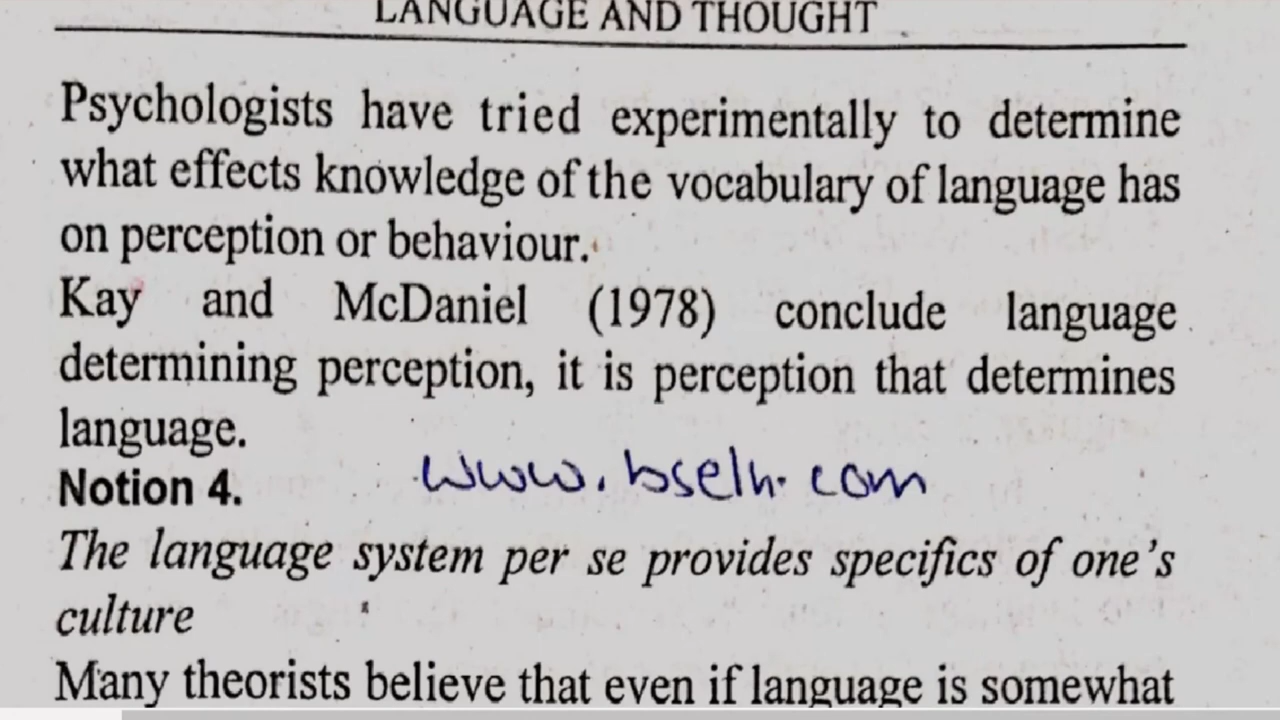 LANGUAGE AND THOUGHT
Psychologists have tried experimentally to determine
what effects knowledge of the vocabulary of language has
on perception or behaviour.
Kay and McDaniel (1978) conclude language
determining perception, it is perception that determines
language.
Notion 4.
www.bselh.com
The language system per se provides specifics of one's
culture
Many theorists believe that even if language is somewhat